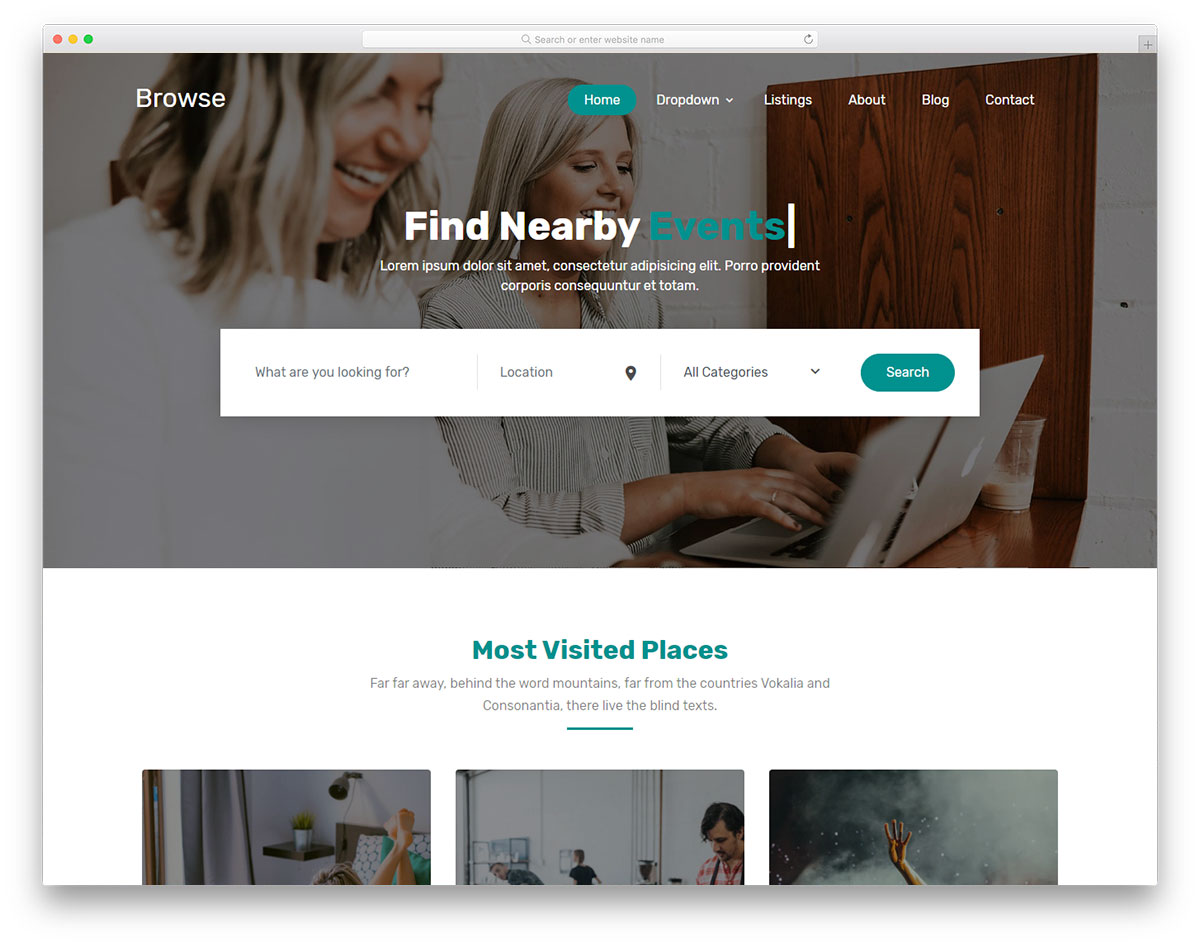 Search or enter website name
Browse
Home Dropdown Listings About Blog Contact
Find Nearby Events
Lorem ipsum dolor sit amet, consectetur adipisicing elit. Porro provident
corporis consequuntur et totam.
What are you looking for? Location All Categories Search
Most Visited Places
Far far away, behind the word mountains, far from the countries Vokalia and
Consonantia, there live the blind texts.